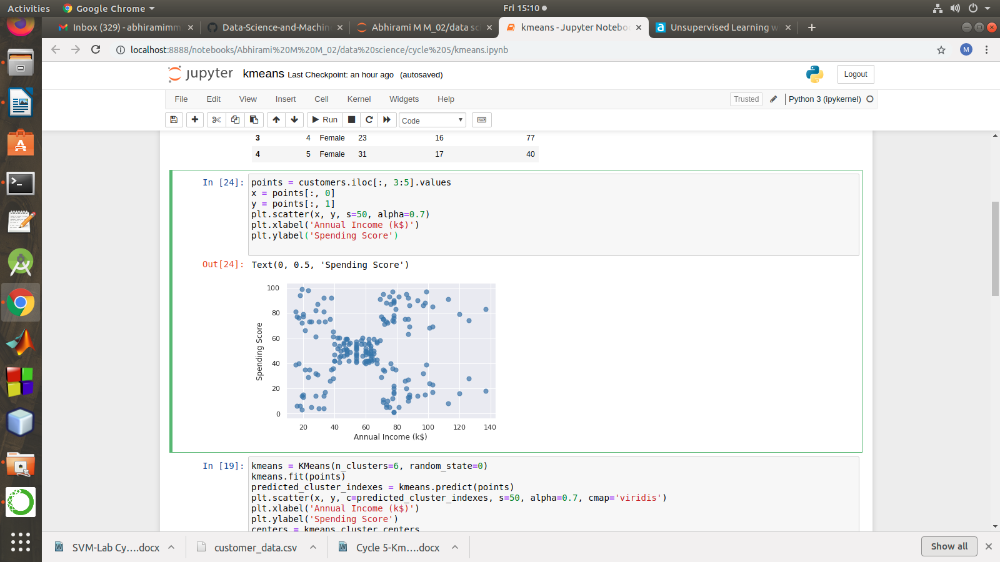 Activities
Google Chrome
Fri 15:10
Inbox (329) - abhiramimm
Data-Science-and-Machin
Abhirami M M_02/data sc
kmeans - Jupyter Notebo
Unsupervised Learning w
localhost:8888/notebooks/Abhirami%20M%20M_02/data%20science/cycle%205/kmeans.ipynb
M
jupyter kmeans Last Checkpoint: an hour ago (autosaved)
Logout
File Edit View Insert Cell Kernel Widgets Help
Trusted
Python 3 (ipykernel)
Run
Code
3 4 Female 23 16 77
4 5 Female 31 17 40
In [24]:
points = customers.iloc[:, 3:5].values
x = points[:, 0]
y = points[:, 1]
plt.scatter(x, y, s=50, alpha=0.7)
plt.xlabel('Annual Income (k$)')
plt.ylabel('Spending Score')
Out[24]: Text(0, 0.5, 'Spending Score')
100
80
60
40
20
0
Spending Score
20 40 60 80 100 120 140
Annual Income (k$)
In [19]:
kmeans = KMeans(n_clusters=6, random_state=0)
kmeans.fit(points)
predicted_cluster_indexes = kmeans.predict(points)
plt.scatter(x, y, c=predicted_cluster_indexes, s=50, alpha=0.7, cmap='viridis')
plt.xlabel('Annual Income (k$)')
plt.ylabel('Spending Score')
centers = kmeans.cluster_centers_
SVM-Lab Cy....docx
customer_data.csv
Cycle 5-Km....docx
Show all